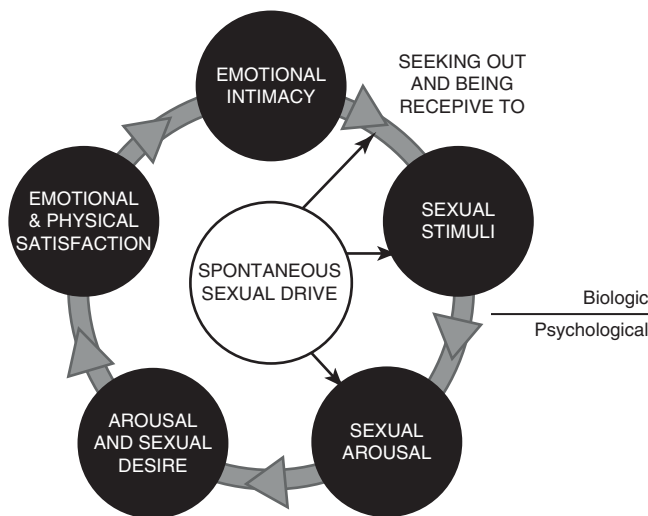 EMOTIONAL
INTIMACY
SEEKING OUT
AND BEING
RECEPIVE TO
SEXUAL
STIMULI
EMOTIONAL
& PHYSICAL
SATISFACTION
SPONTANEOUS
SEXUAL DRIVE
Biologic
Psychological
AROUSAL
AND SEXUAL
DESIRE
SEXUAL
AROUSAL